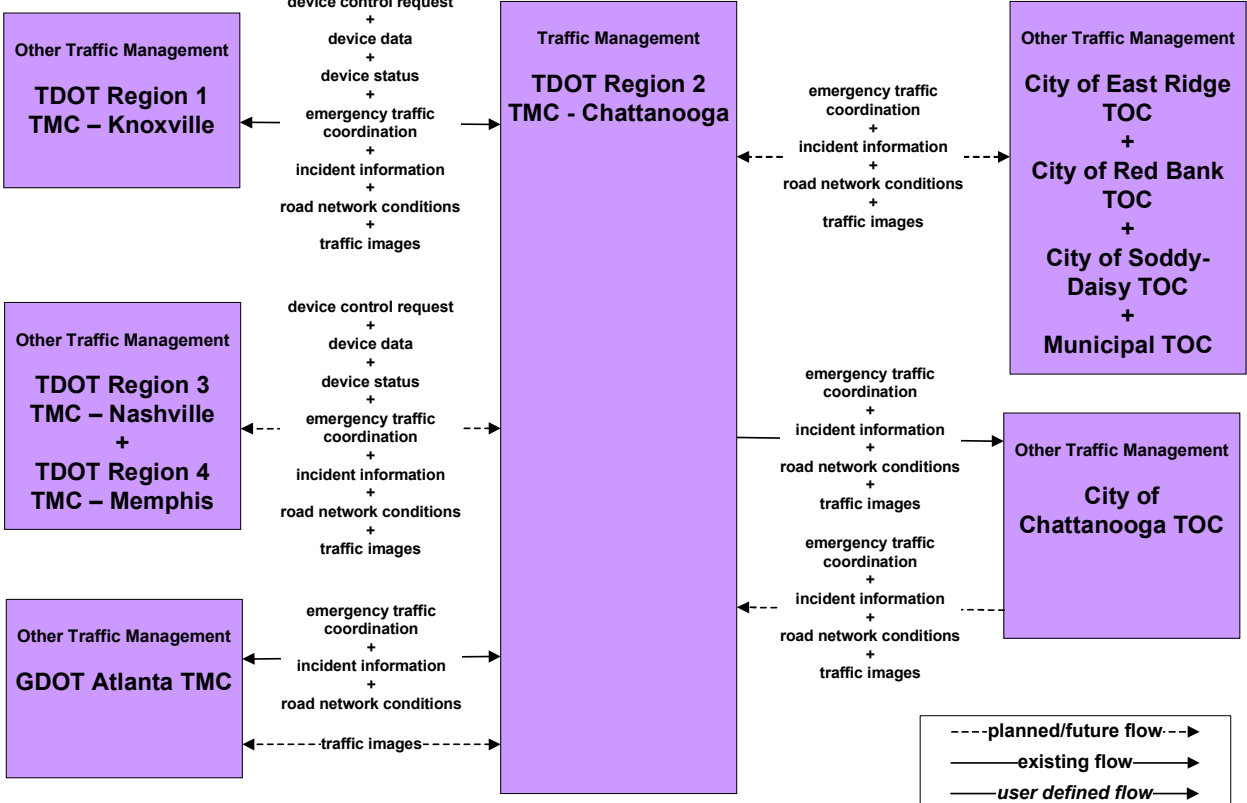 Other Traffic Management
TDOT Region 1
TMC – Knoxville
device control request
+
device data
+
device status
+
emergency traffic
coordination
+
incident information
+
road network conditions
+
traffic images
Traffic Management
TDOT Region 2
TMC - Chattanooga
emergency traffic
coordination
+
incident information
+
road network conditions
+
traffic images
Other Traffic Management
City of East Ridge
TOC
+
City of Red Bank
TOC
+
City of Soddy-
Daisy TOC
+
Municipal TOC
Other Traffic Management
TDOT Region 3
TMC – Nashville
+
TDOT Region 4
TMC – Memphis
device control request
+
device data
+
device status
+
emergency traffic
coordination
+
incident information
+
road network conditions
+
traffic images
emergency traffic
coordination
+
incident information
+
road network conditions
+
traffic images
Other Traffic Management
City of
Chattanooga TOC
emergency traffic
coordination
+
incident information
+
road network conditions
+
traffic images
Other Traffic Management
GDOT Atlanta TMC
emergency traffic
coordination
+
incident information
+
road network conditions
traffic images
planned/future flow
existing flow
user defined flow